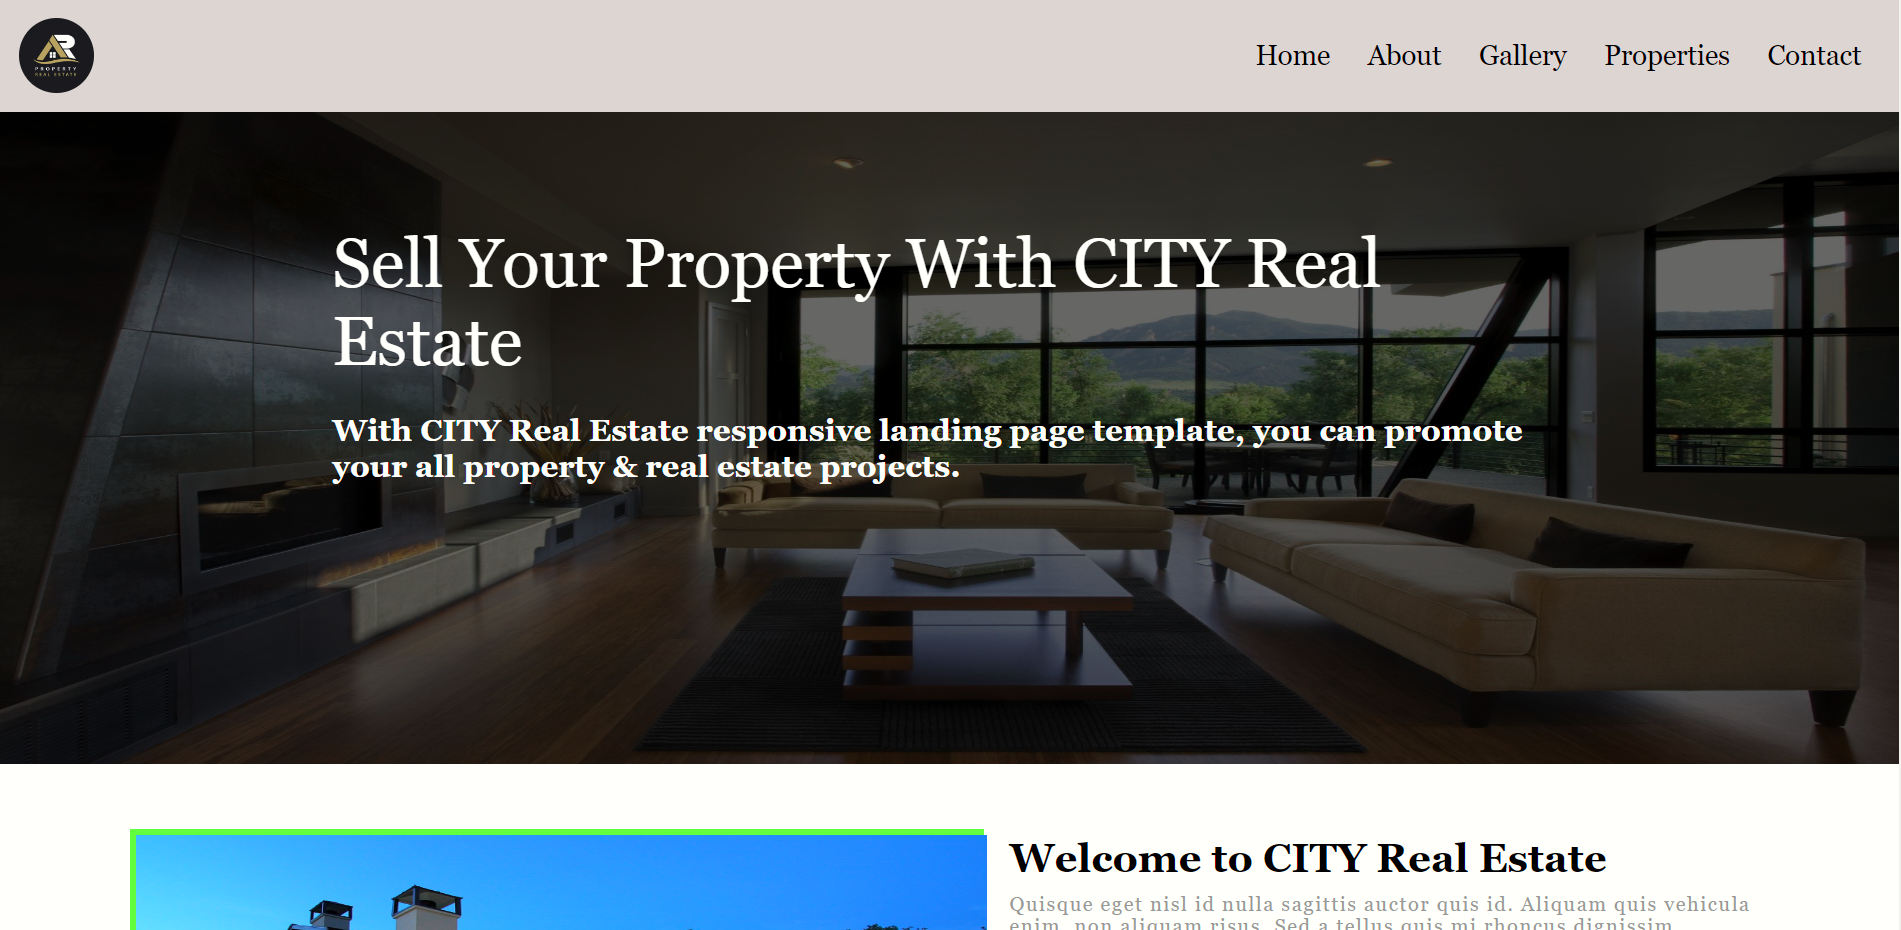 AR
PROPERTY
REAL ESTATE
Home About Gallery Properties Contact
Sell Your Property With CITY Real
Estate
With CITY Real Estate responsive landing page template, you can promote
your all property & real estate projects.
Welcome to CITY Real Estate
Quisque eget nisl id nulla sagittis auctor quis id. Aliquam quis vehicula
enim, non aliquam risus. Sed a tellus quis mi rhoncus dignissim.